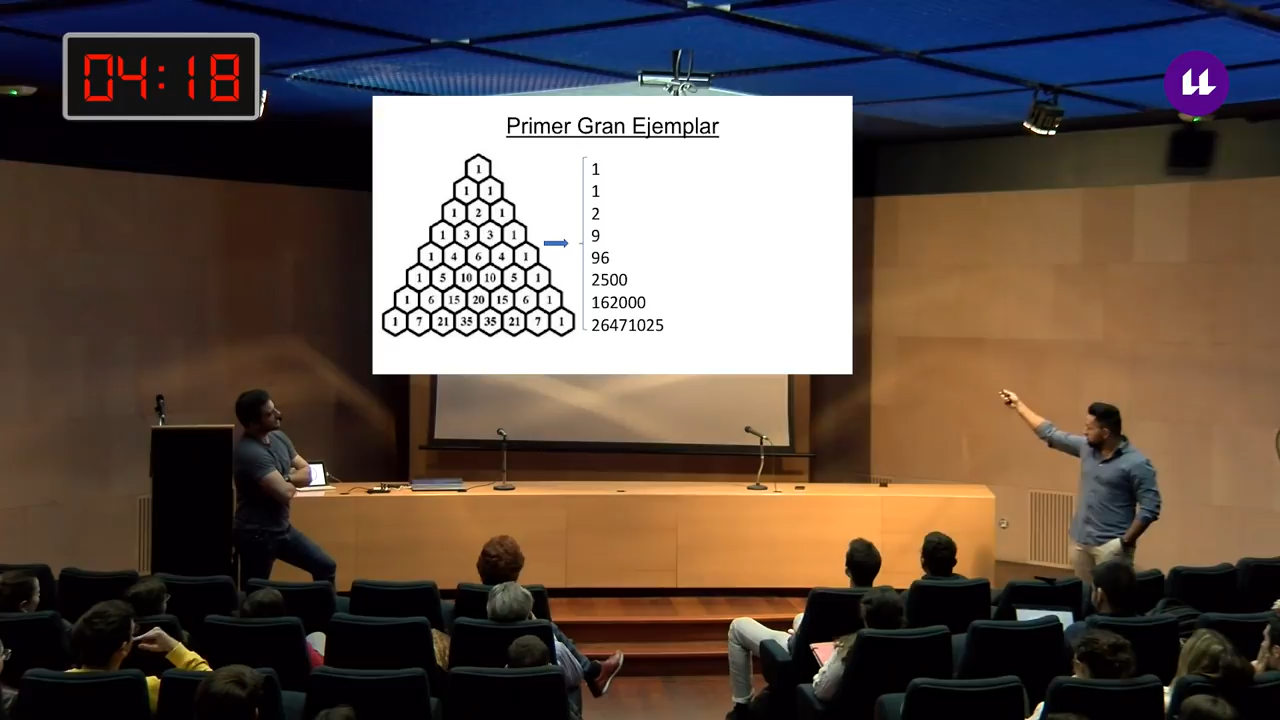 04:18
Primer Gran Ejemplar
1
1 1
1 2 1
1 3 3 1
1 4 6 4 1
1 5 10 10 5 1
1 6 15 20 15 6 1
1 7 21 35 35 21 7 1
1
1
2
9
96
2500
162000
26471025